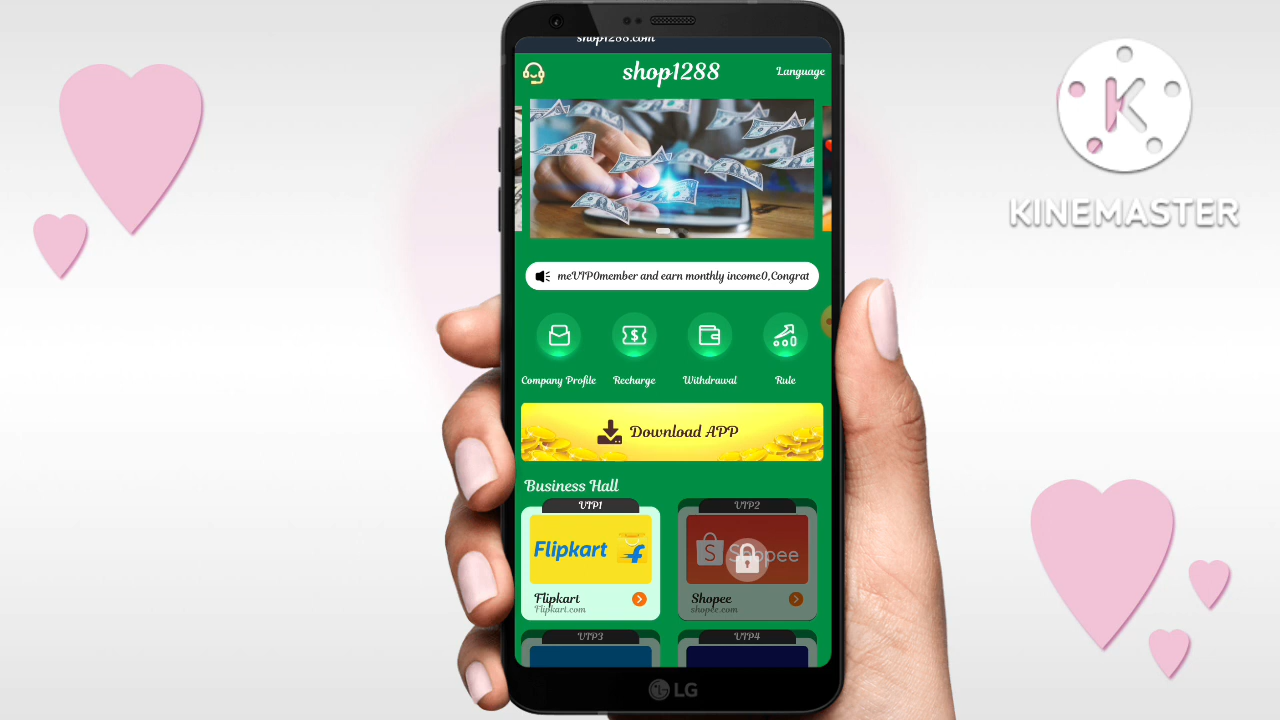 shop1288.com
shop1288
Language
meVIP0member and earn monthly income0,Congrat
Company Profile
Recharge
Withdrawal
Rule
Download APP
Business Hall
VIP1
VIP2
Flipkart
Shopee
Flipkart
Flipkart.com
Shopee
shopee.com
VIP3
VIP4
LG
K
KINEMASTER